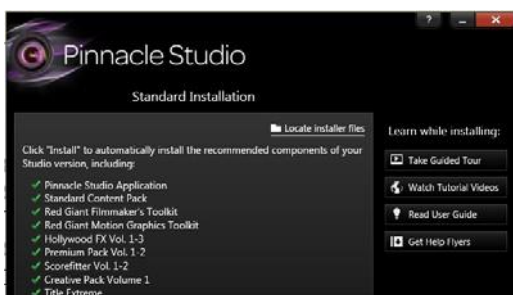 ?
Pinnacle Studio
Standard Installation
Locate installer files
Click "Install" to automatically install the recommended components of your
Studio version, including:
Pinnacle Studio Application
Standard Content Pack
Red Giant Filmmaker's Toolkit
Red Giant Motion Graphics Toolkit
Hollywood FX Vol. 1-3
Premium Pack Vol. 1-2
Scorefitter Vol. 1-2
Creative Pack Volume 1
Title Extreme
Learn while installing:
Take Guided Tour
Watch Tutorial Videos
Read User Guide
Get Help Flyers